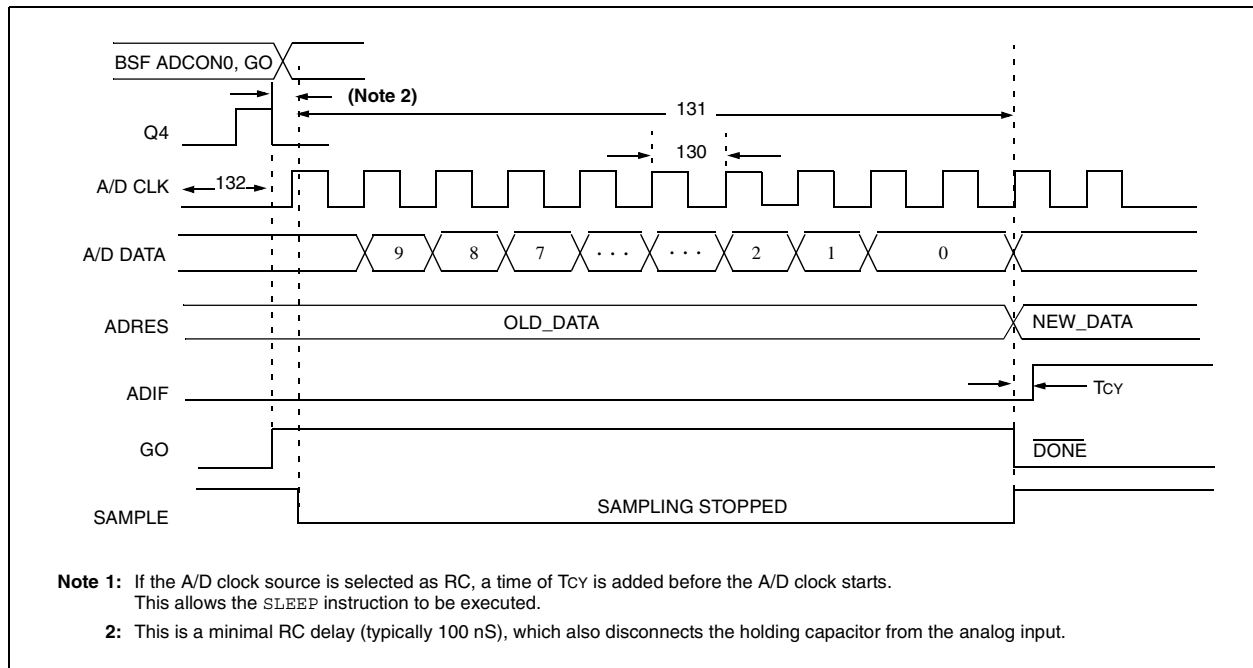 BSF ADCON0, GO
(Note 2)
131
Q4
130
A/D CLK
132
A/D DATA
9 8 7 · · · · · · 2 1 0
ADRES
OLD_DATA
NEW_DATA
ADIF
TCY
GO
DONE
SAMPLE
SAMPLING STOPPED
Note 1: If the A/D clock source is selected as RC, a time of TCY is added before the A/D clock starts.
This allows the SLEEP instruction to be executed.
2: This is a minimal RC delay (typically 100 nS), which also disconnects the holding capacitor from the analog input.